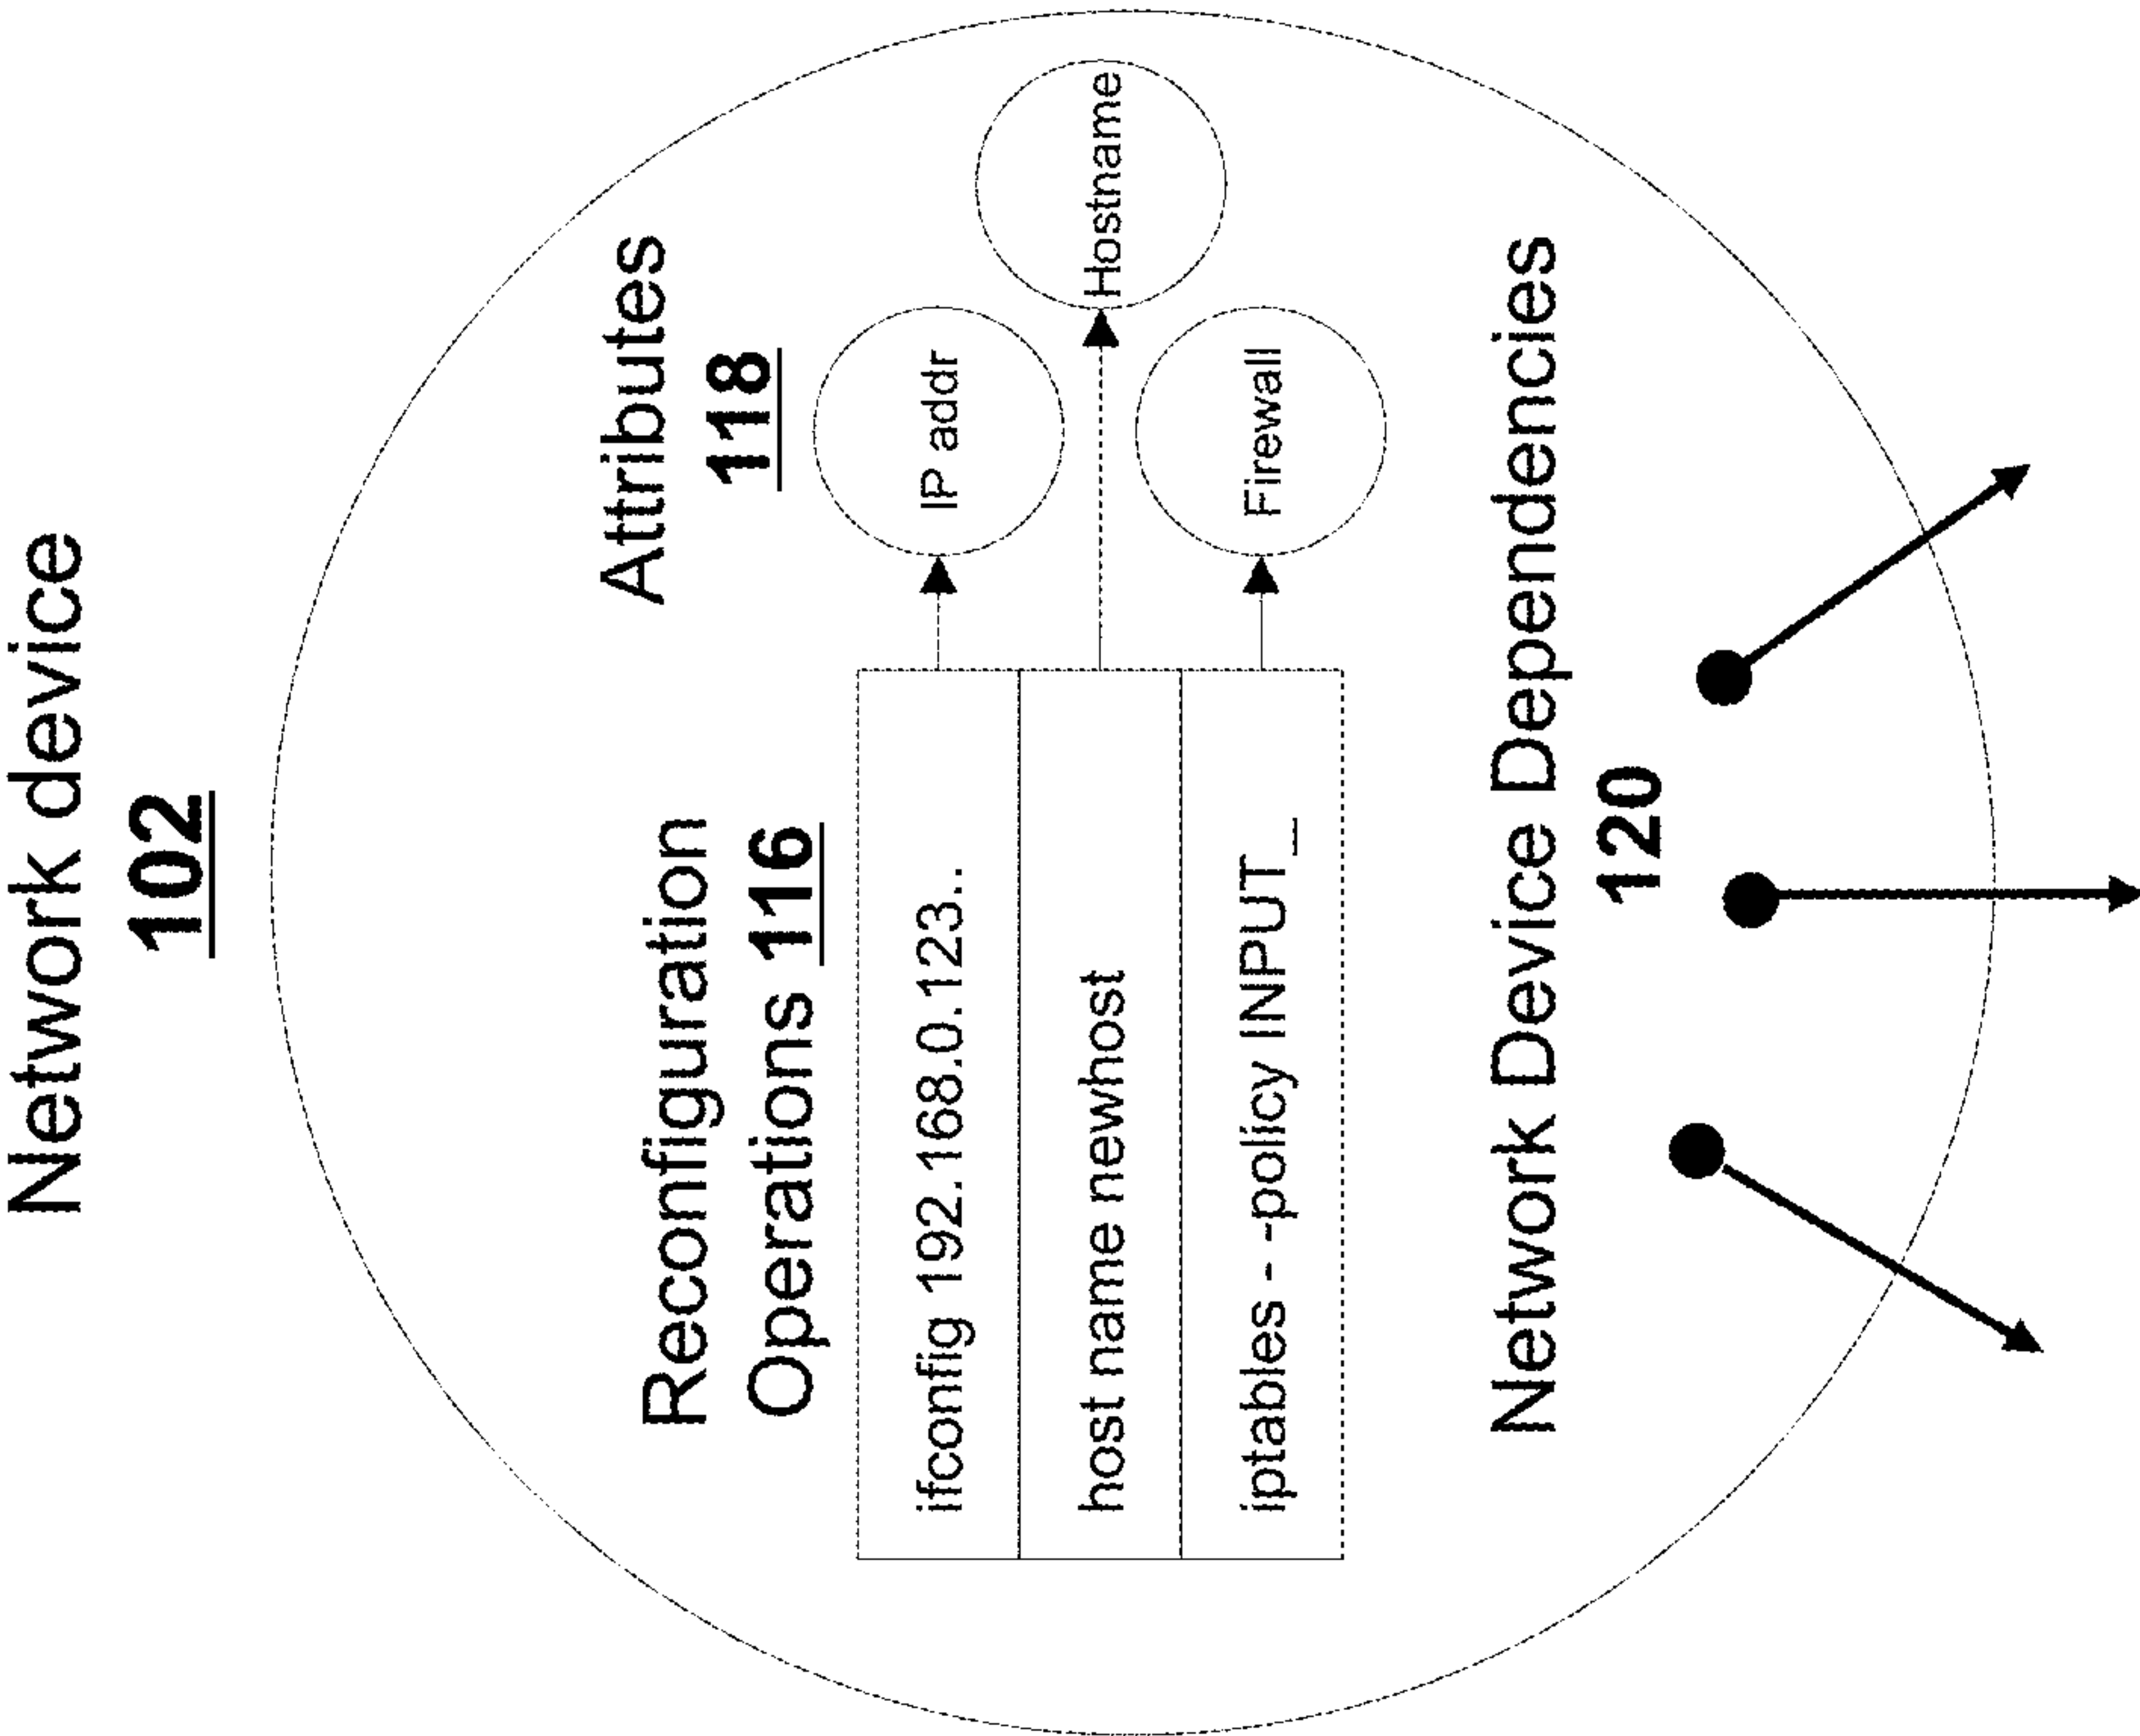 Network device
102
Reconfiguration
Operations 116
Attributes
118
ifconfig 192.168.0.123..
IP addr
host name newhost
Hostname
iptables - -policy INPUT_
Firewall
Network Device Dependencies
120